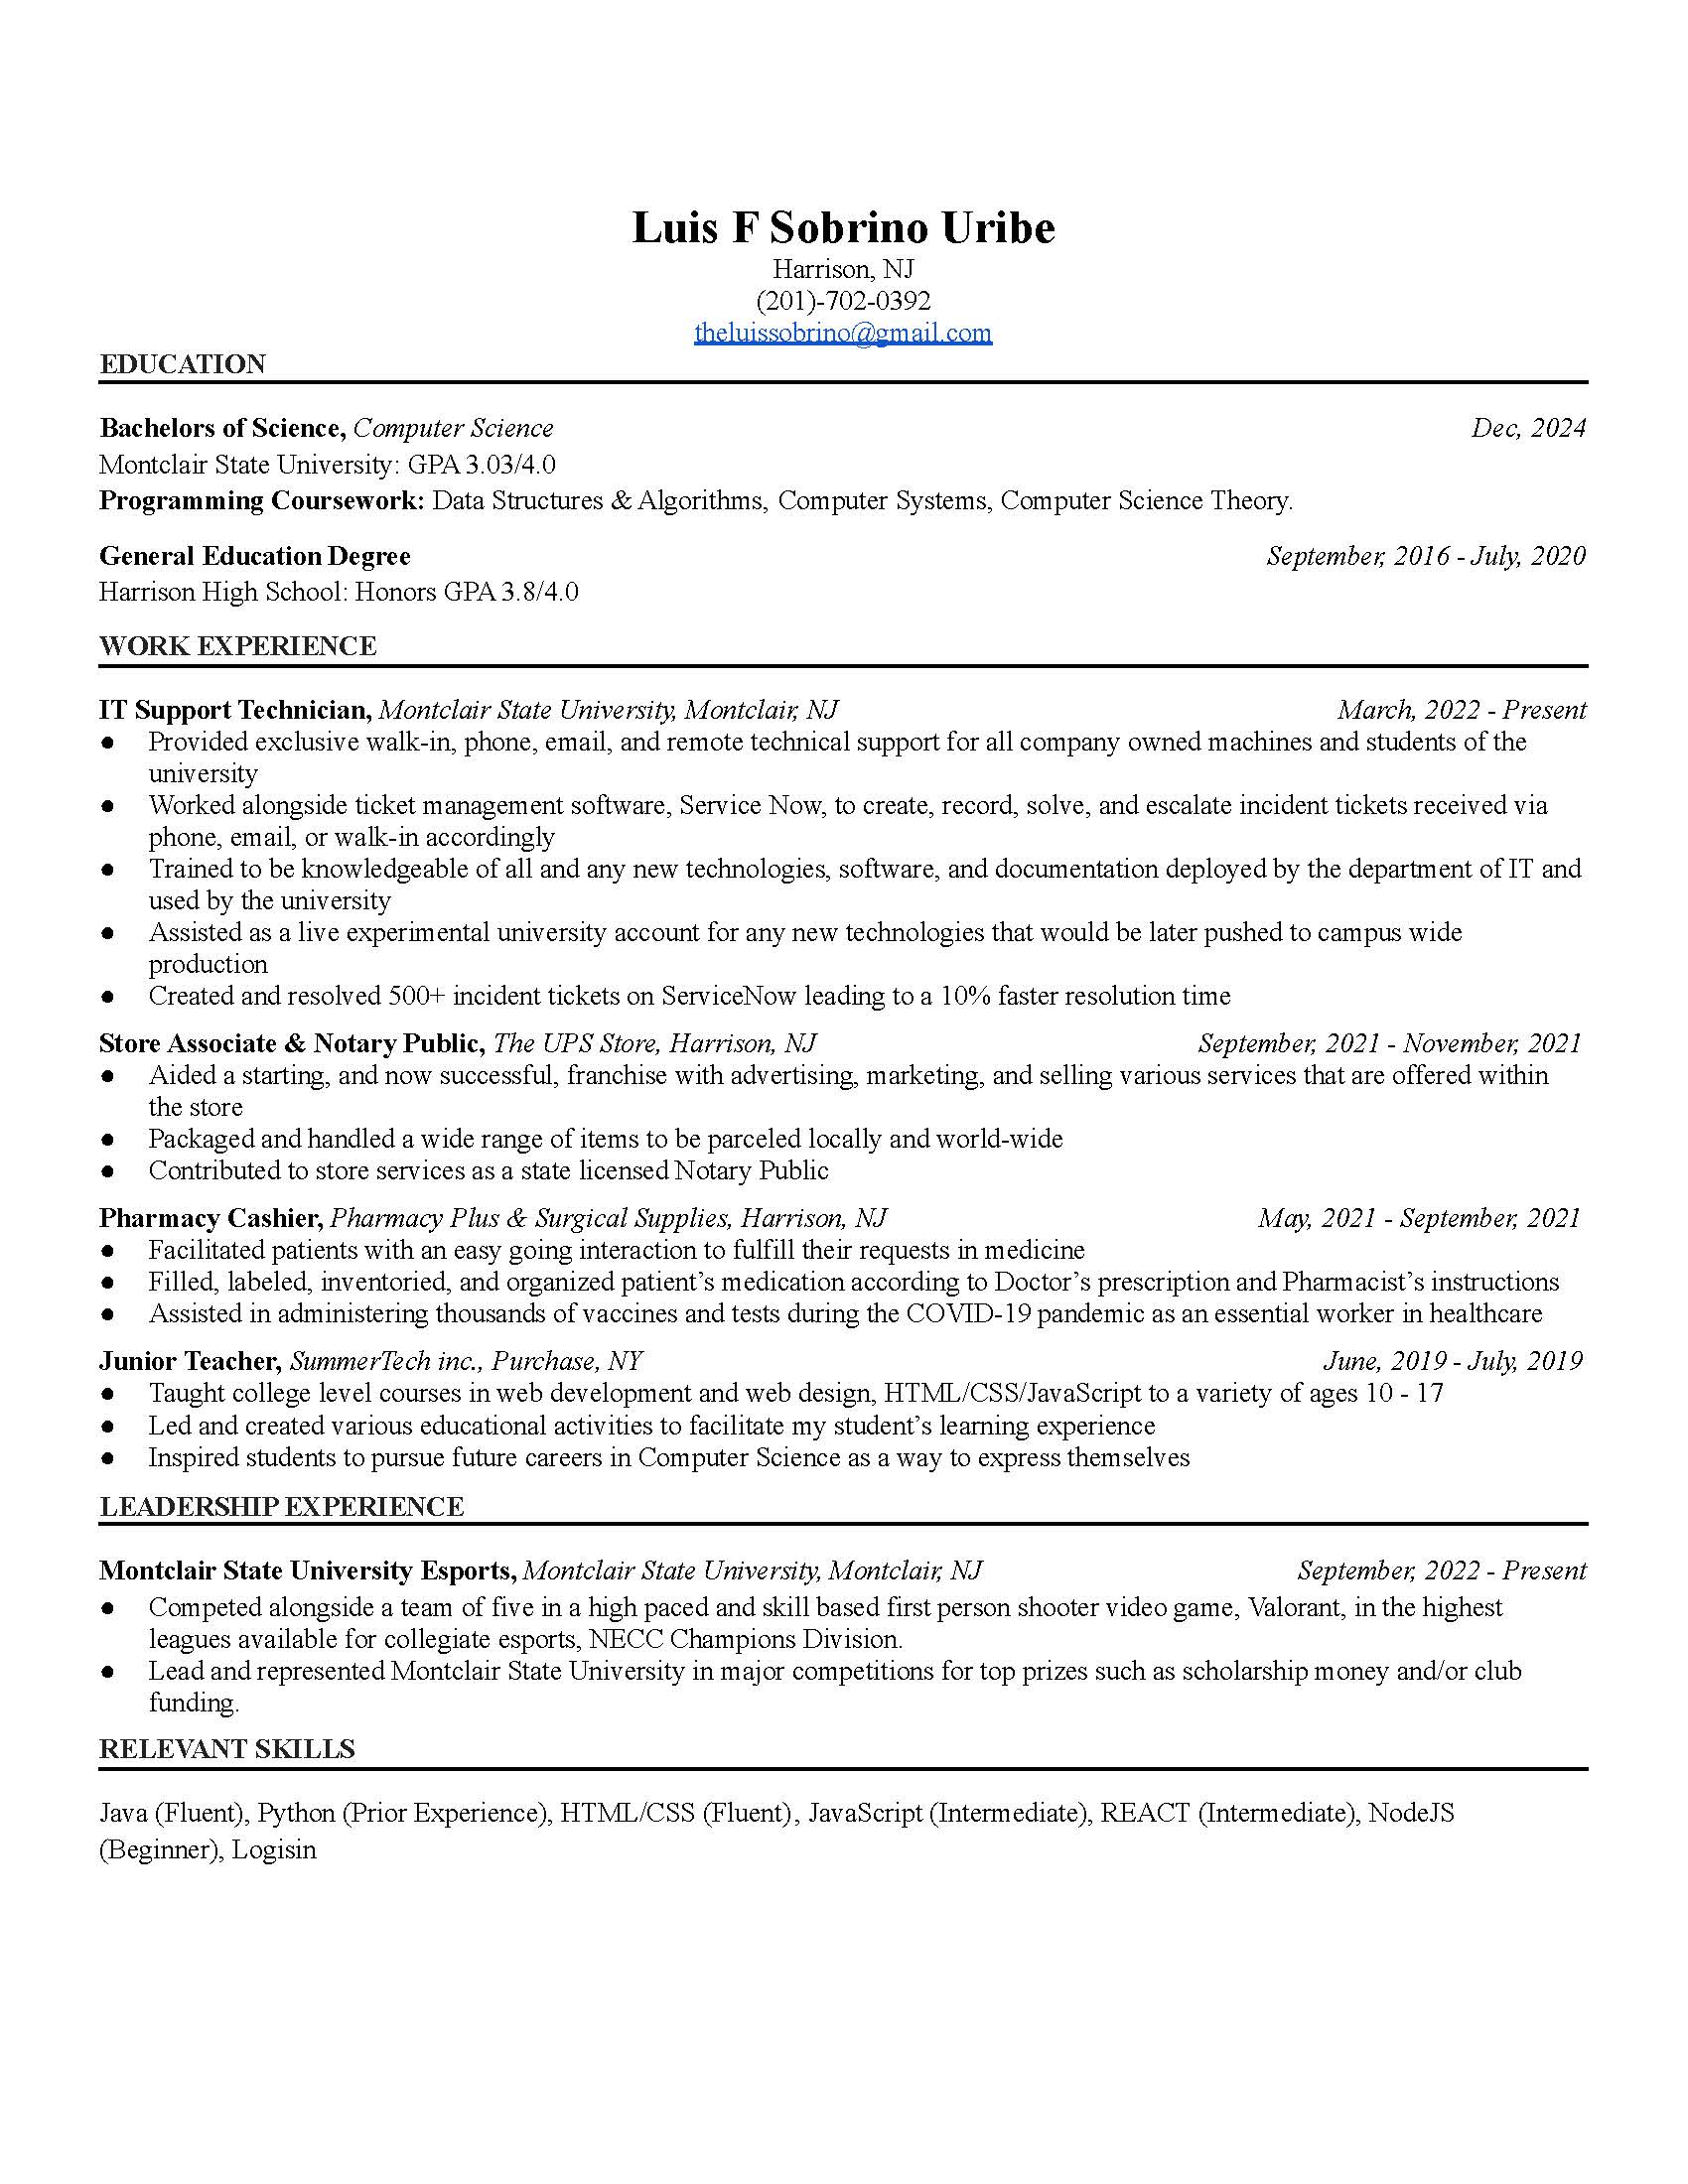 Luis F Sobrino Uribe
Harrison, NJ
(201)-702-0392
theluissobrino@gmail.com
EDUCATION
Bachelors of Science, Computer Science Dec, 2024
Montclair State University: GPA 3.03/4.0
Programming Coursework: Data Structures & Algorithms, Computer Systems, Computer Science Theory.
General Education Degree September, 2016 - July, 2020
Harrison High School: Honors GPA 3.8/4.0
WORK EXPERIENCE
IT Support Technician, Montclair State University, Montclair, NJ March, 2022 - Present
● Provided exclusive walk-in, phone, email, and remote technical support for all company owned machines and students of the
university
● Worked alongside ticket management software, Service Now, to create, record, solve, and escalate incident tickets received via
phone, email, or walk-in accordingly
● Trained to be knowledgeable of all and any new technologies, software, and documentation deployed by the department of IT and
used by the university
● Assisted as a live experimental university account for any new technologies that would be later pushed to campus wide
production
● Created and resolved 500+ incident tickets on ServiceNow leading to a 10% faster resolution time
Store Associate & Notary Public, The UPS Store, Harrison, NJ September, 2021 - November, 2021
● Aided a starting, and now successful, franchise with advertising, marketing, and selling various services that are offered within
the store
● Packaged and handled a wide range of items to be parceled locally and world-wide
● Contributed to store services as a state licensed Notary Public
Pharmacy Cashier, Pharmacy Plus & Surgical Supplies, Harrison, NJ May, 2021 - September, 2021
● Facilitated patients with an easy going interaction to fulfill their requests in medicine
● Filled, labeled, inventoried, and organized patient’s medication according to Doctor’s prescription and Pharmacist’s instructions
● Assisted in administering thousands of vaccines and tests during the COVID-19 pandemic as an essential worker in healthcare
Junior Teacher, SummerTech inc., Purchase, NY June, 2019 - July, 2019
● Taught college level courses in web development and web design, HTML/CSS/JavaScript to a variety of ages 10 - 17
● Led and created various educational activities to facilitate my student’s learning experience
● Inspired students to pursue future careers in Computer Science as a way to express themselves
LEADERSHIP EXPERIENCE
Montclair State University Esports, Montclair State University, Montclair, NJ September, 2022 - Present
● Competed alongside a team of five in a high paced and skill based first person shooter video game, Valorant, in the highest
leagues available for collegiate esports, NECC Champions Division.
● Lead and represented Montclair State University in major competitions for top prizes such as scholarship money and/or club
funding.
RELEVANT SKILLS
Java (Fluent), Python (Prior Experience), HTML/CSS (Fluent), JavaScript (Intermediate), REACT (Intermediate), NodeJS
(Beginner), Logisin